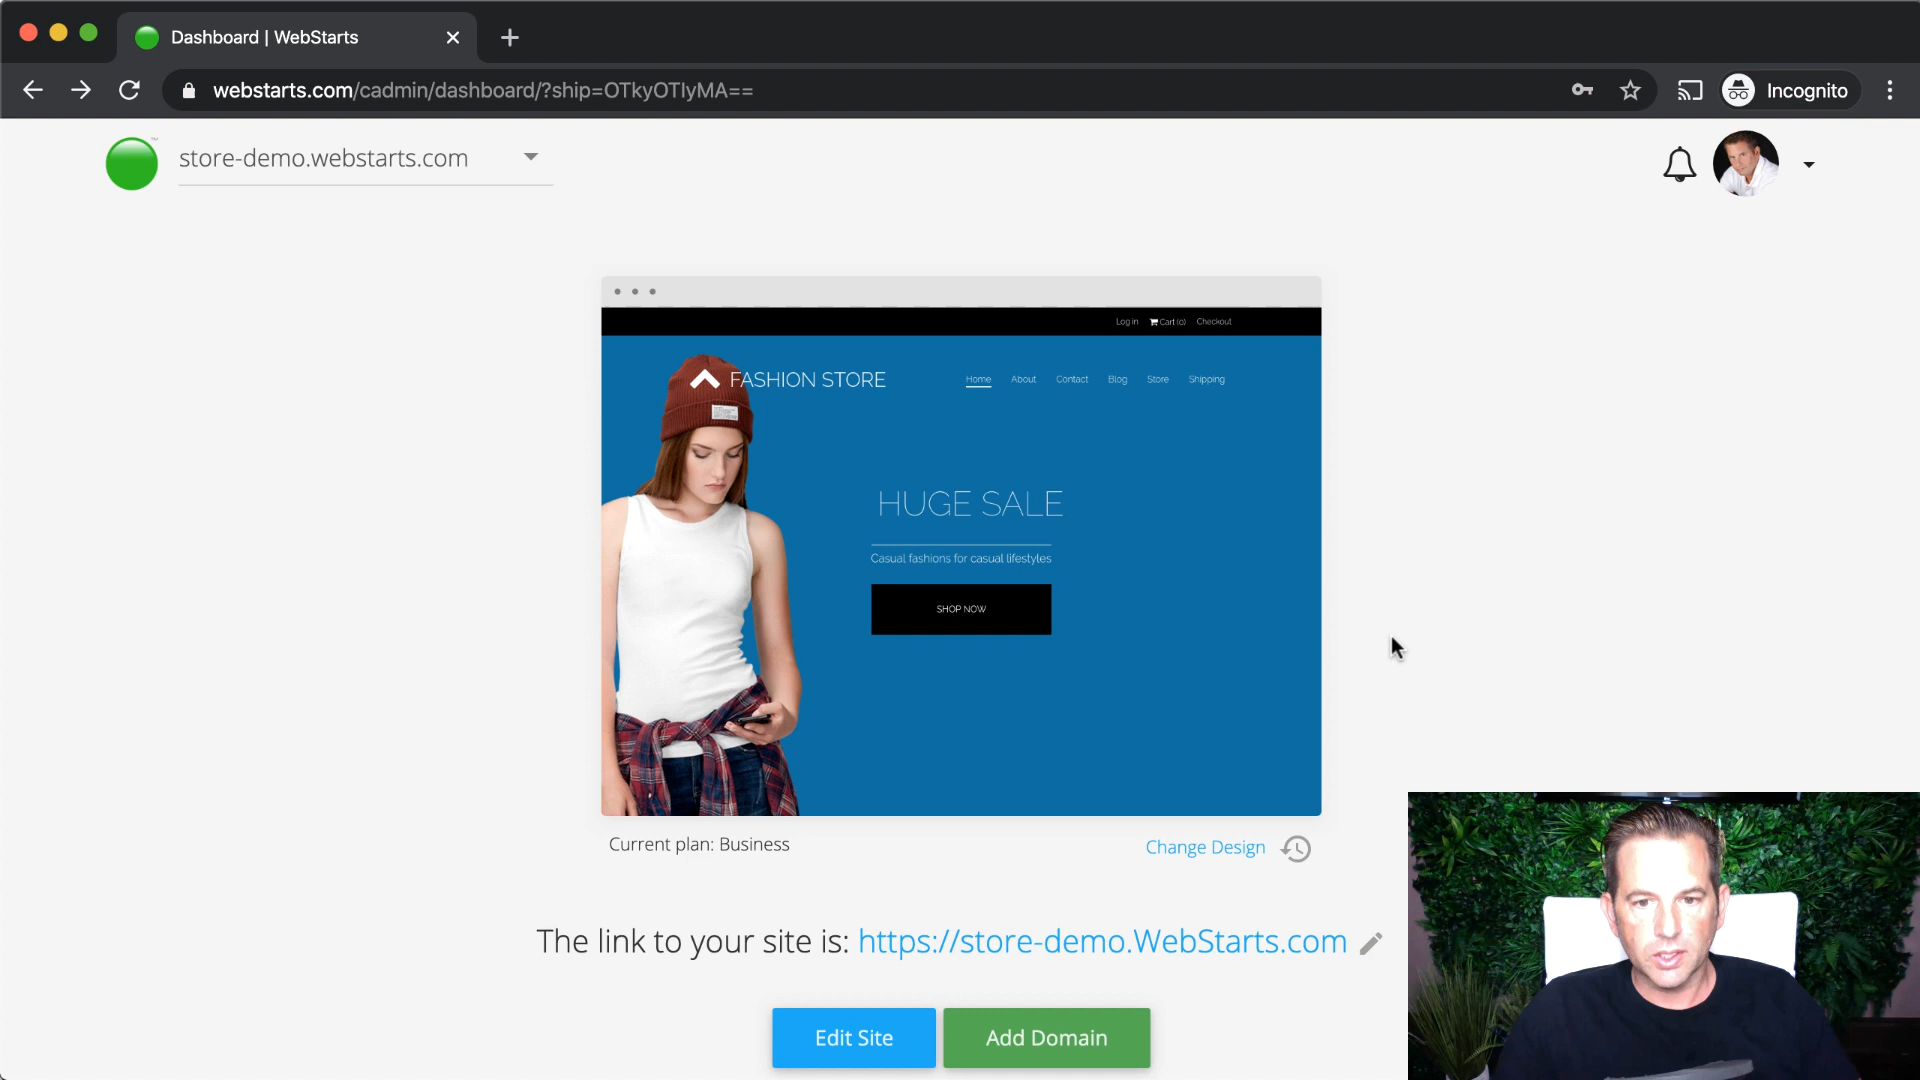 Dashboard | WebStarts
webstarts.com/cadmin/dashboard/?ship=OTkyOTIyMA==
Incognito
store-demo.webstarts.com
Log in Cart (0) Checkout
FASHION STORE
Home About Contact Blog Store Shipping
HUGE SALE
Casual fashions for casual lifestyles
SHOP NOW
Current plan: Business
Change Design
The link to your site is: https://store-demo.WebStarts.com
Edit Site
Add Domain